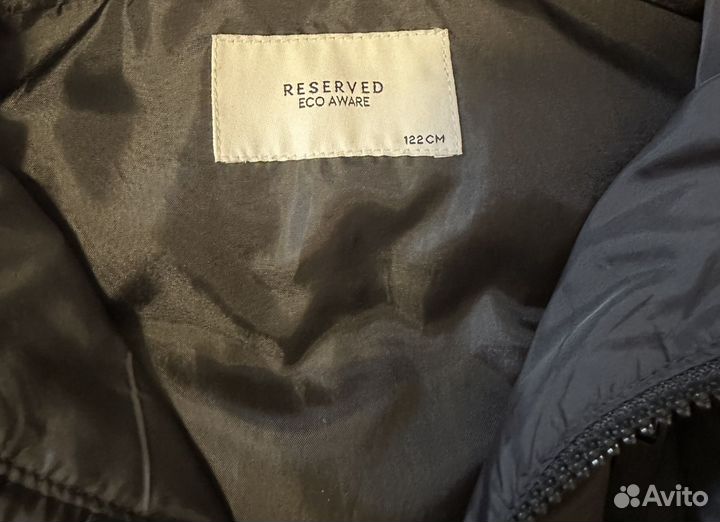 RESERVED
ECO AWARE
122CM
Avito